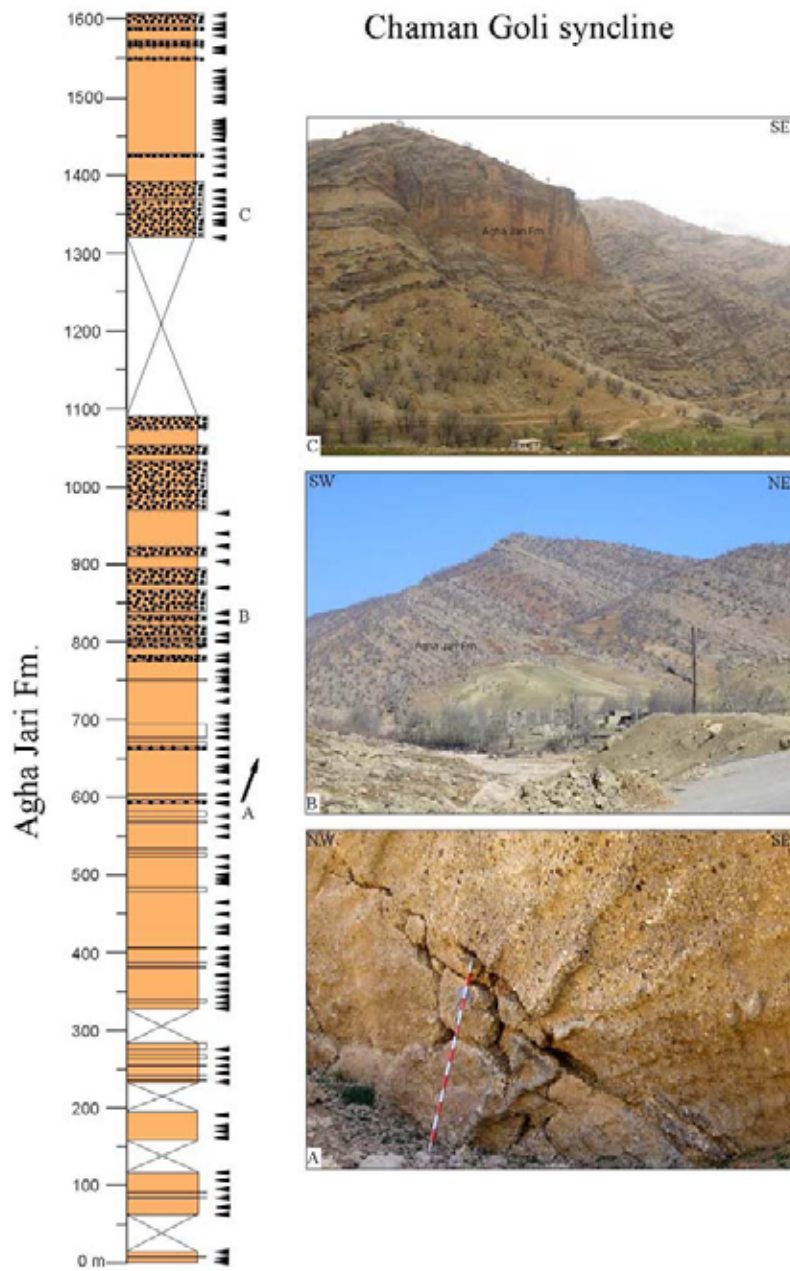 Chaman Goli syncline
1600
1500
1400
1300
1200
1100
1000
900
800
700
600
500
400
300
200
100
0 m
Agha Jari Fm.
C
B
A
SE
Agha Jari Fm.
C
SW NE
Agha Jari Fm.
B
NW SE
A